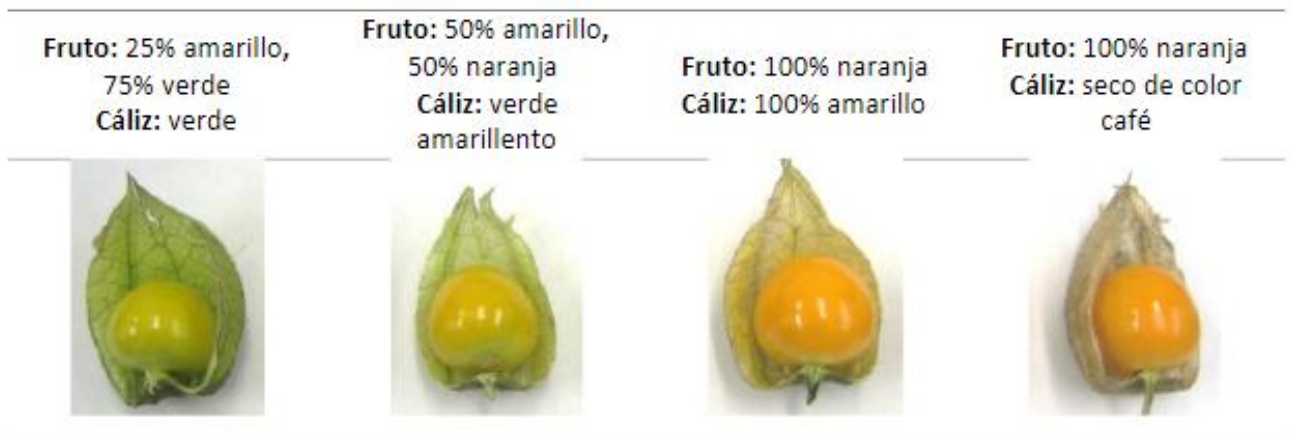 Fruto: 25% amarillo,
75% verde
Cáliz: verde
Fruto: 50% amarillo,
50% naranja
Cáliz: verde
amarillento
Fruto: 100% naranja
Cáliz: 100% amarillo
Fruto: 100% naranja
Cáliz: seco de color
café